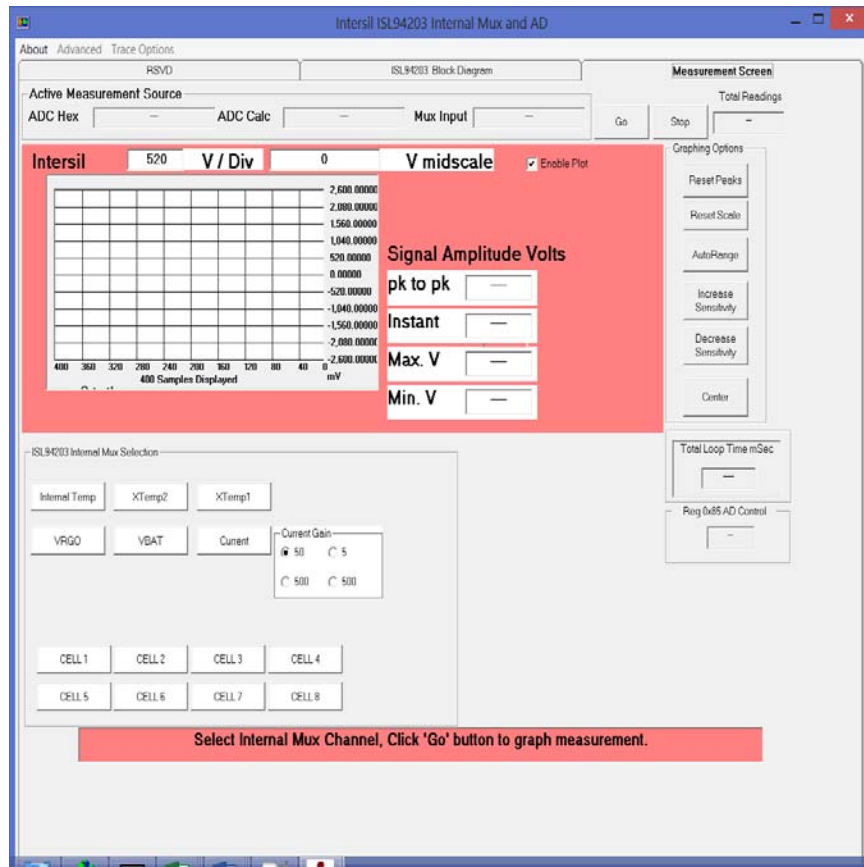 Intersil ISL94203 Internal Mux and AD
About Advanced Trace Options
RSVD
ISL94203 Block Diagram
Measurement Screen
Active Measurement Source
ADC Hex --
ADC Calc --
Mux Input --
Go
Stop
Total Readings
--
Intersil
520
V / Div
0
V midscale
Enable Plot
2,600.00000
2,080.00000
1,560.00000
1,040.00000
520.00000
0.00000
-520.00000
-1,040.00000
-1,560.00000
-2,080.0000
-2,600.00000
400 360 320 280 240 200 160 120 80 40 0
mV
400 Samples Displayed
Signal Amplitude Volts
pk to pk ---
Instant ---
Max. V ---
Min. V ---
Graphing Options
Reset Peaks
Reset Scale
AutoRange
Increase
Sensitivity
Decrease
Sensitivity
Center
Total Loop Time mSec
---
Reg 0x85 AD Control
--
ISL94203 Internal Mux Selection
Internal Temp
XTemp2
XTemp1
VRGO
VBAT
Current
Current Gain
50
5
500
500
CELL 1
CELL 2
CELL 3
CELL 4
CELL 5
CELL 6
CELL 7
CELL 8
Select Internal Mux Channel, Click 'Go' button to graph measurement.